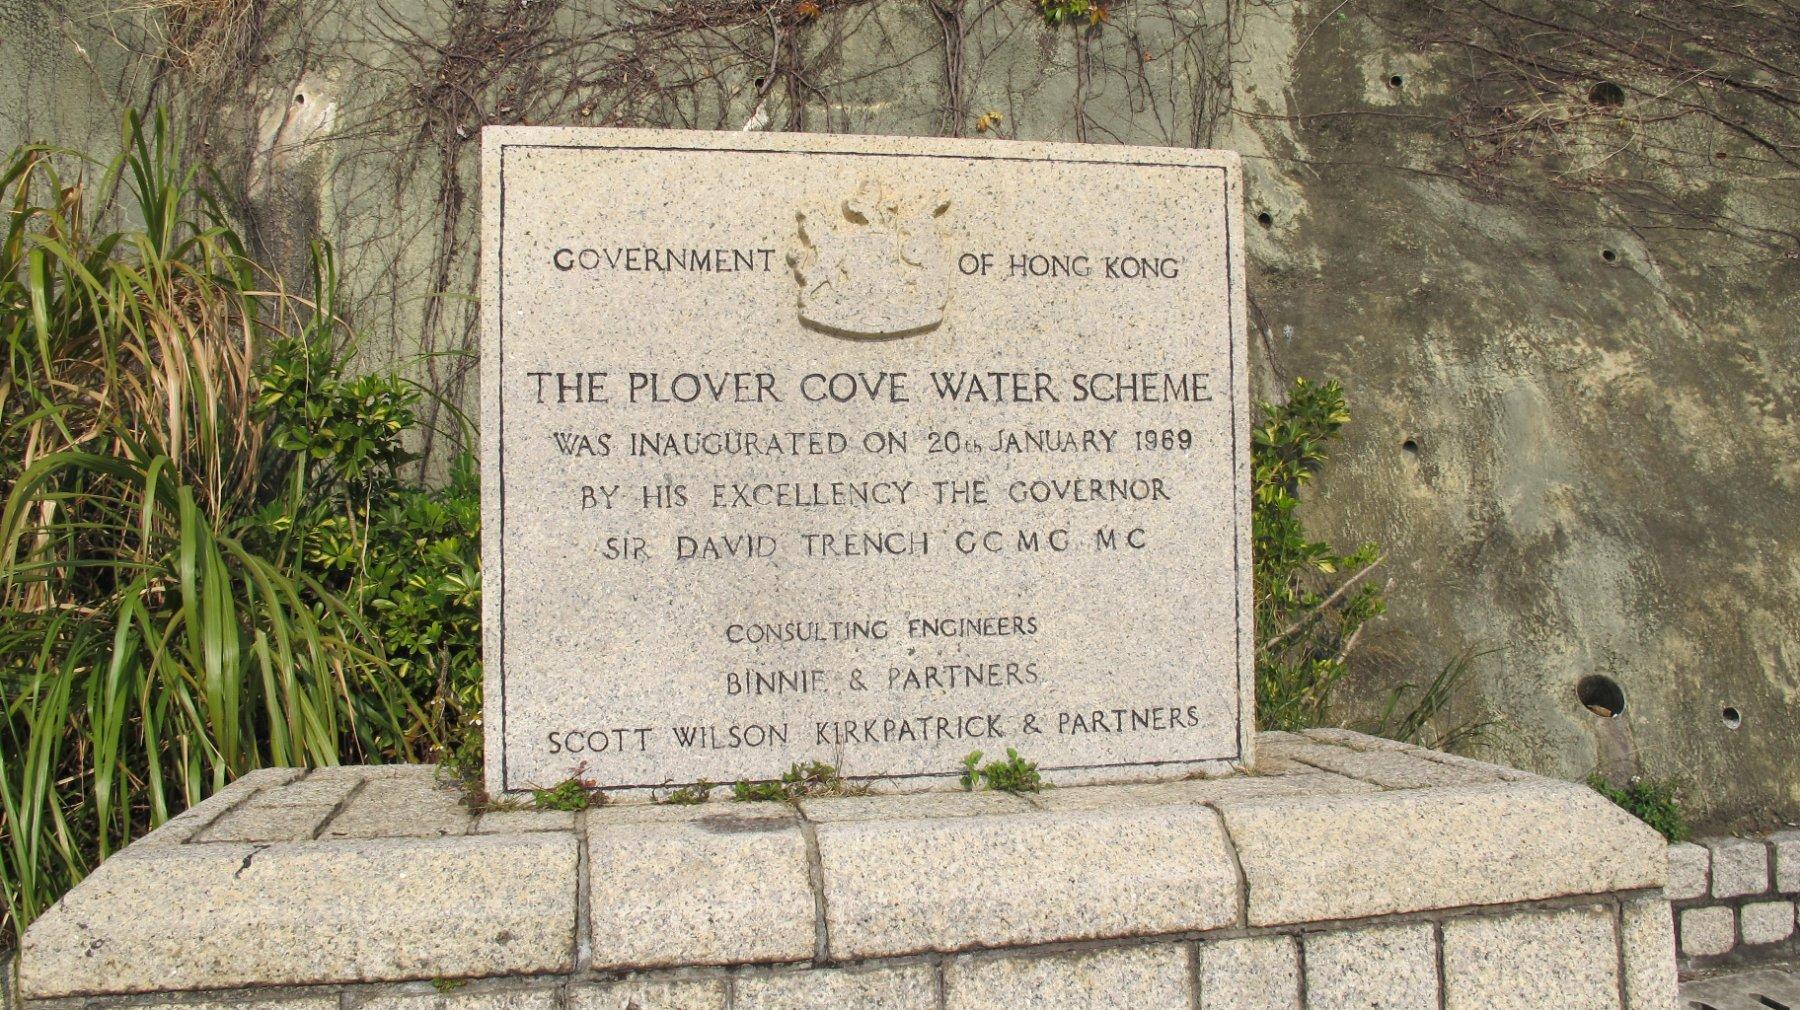 GOVERNMENT OF HONG KONG
THE PLOVER COVE WATER SCHEME
WAS INAUGURATED ON 20th JANUARY 1969
BY HIS EXCELLENCY THE GOVERNOR
SIR DAVID TRENCH GCMG MC
CONSULTING ENGINEERS
BINNIE & PARTNERS
SCOTT WILSON KIRKPATRICK & PARTNERS